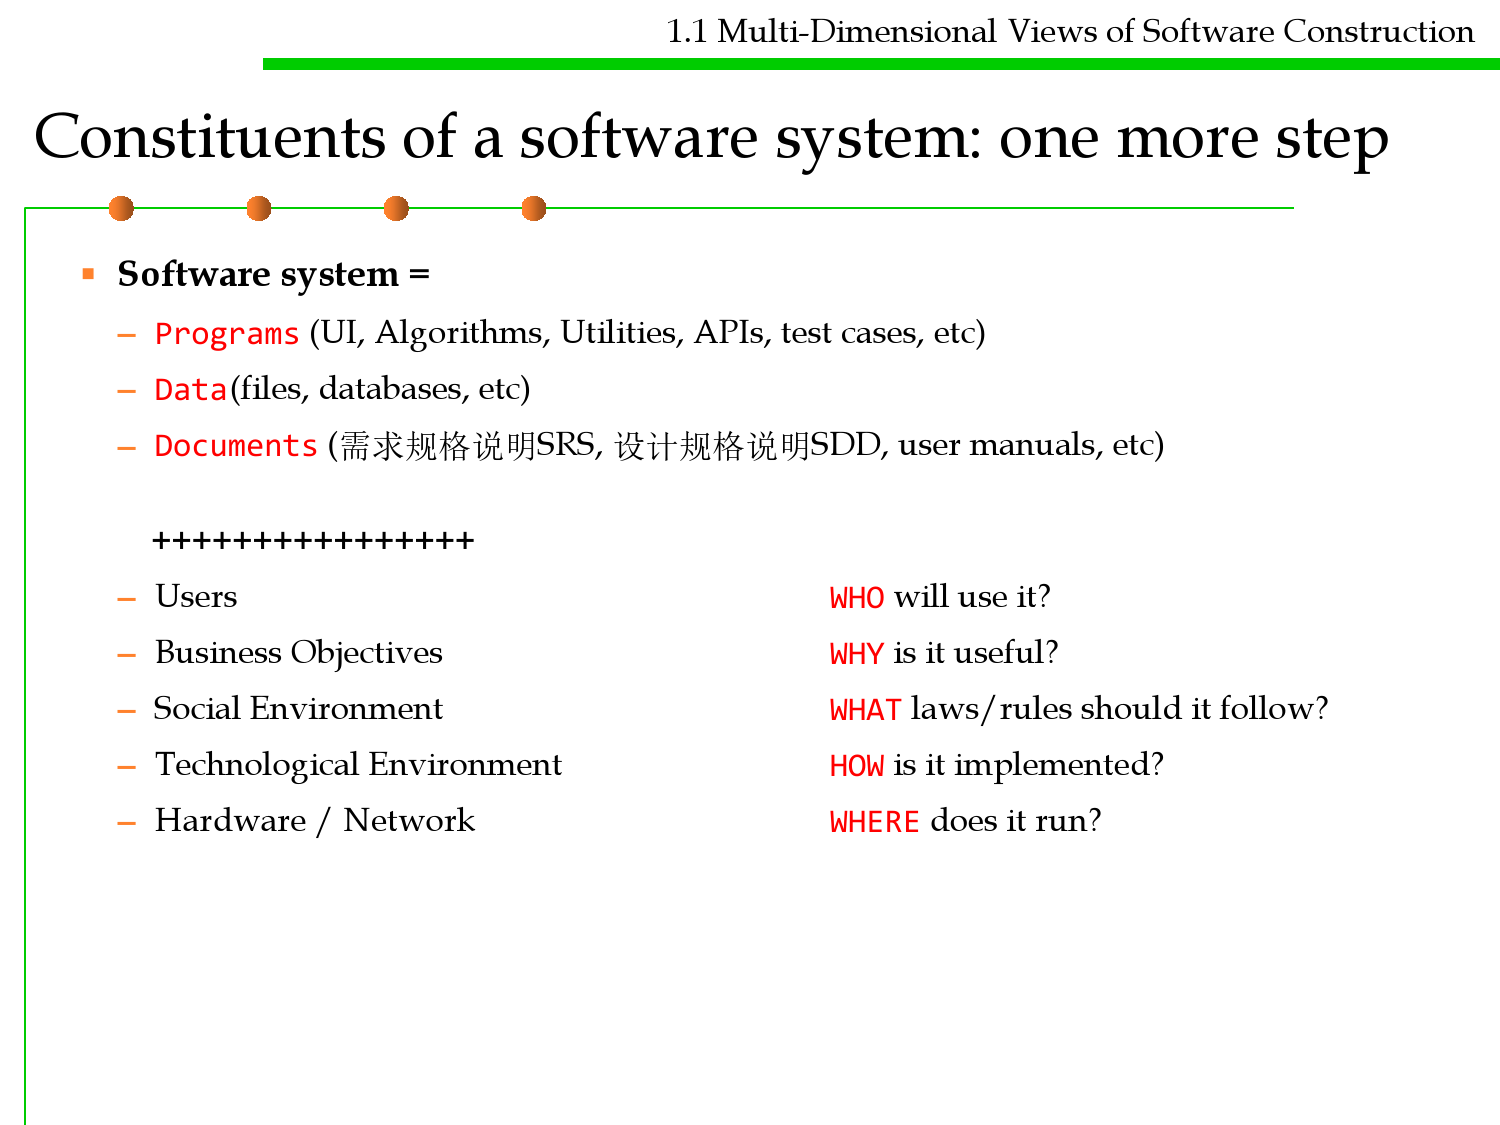 1.1 Multi-Dimensional Views of Software Construction
Constituents of a software system: one more step
Software system =
– Programs (UI, Algorithms, Utilities, APIs, test cases, etc)
– Data(files, databases, etc)
– Documents (需求规格说明SRS, 设计规格说明SDD, user manuals, etc)
++++++++++++++++
– Users WHO will use it?
– Business Objectives WHY is it useful?
– Social Environment WHAT laws/rules should it follow?
– Technological Environment HOW is it implemented?
– Hardware / Network WHERE does it run?